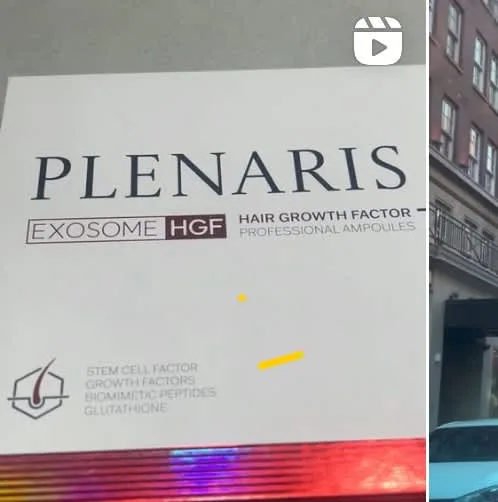 PLENARIS
EXOSOME HGF HAIR GROWTH FACTOR
PROFESSIONAL AMPOULES
STEM CELL FACTOR
GROWTH FACTORS
BIOMIMETIC PEPTIDES
GLUTATHIONE